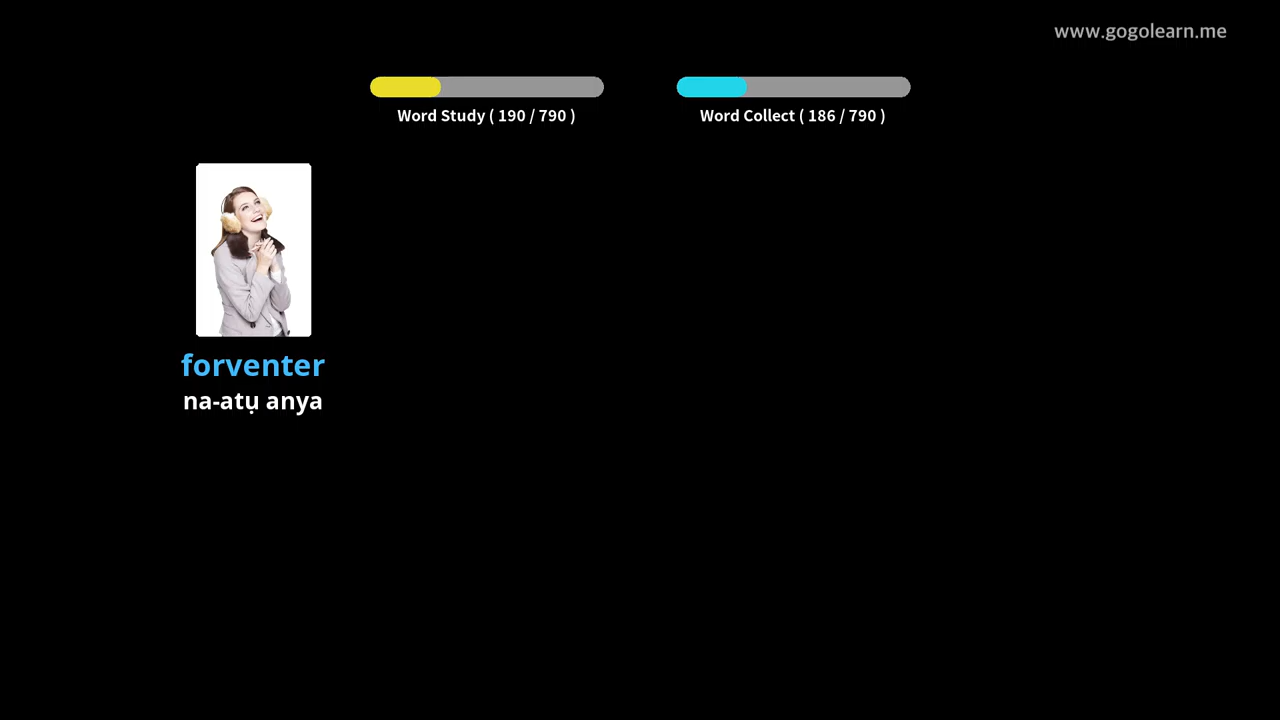 www.gogolearn.me
Word Study ( 190 / 790 )
Word Collect ( 186 / 790 )
forventer
na-atụ anya